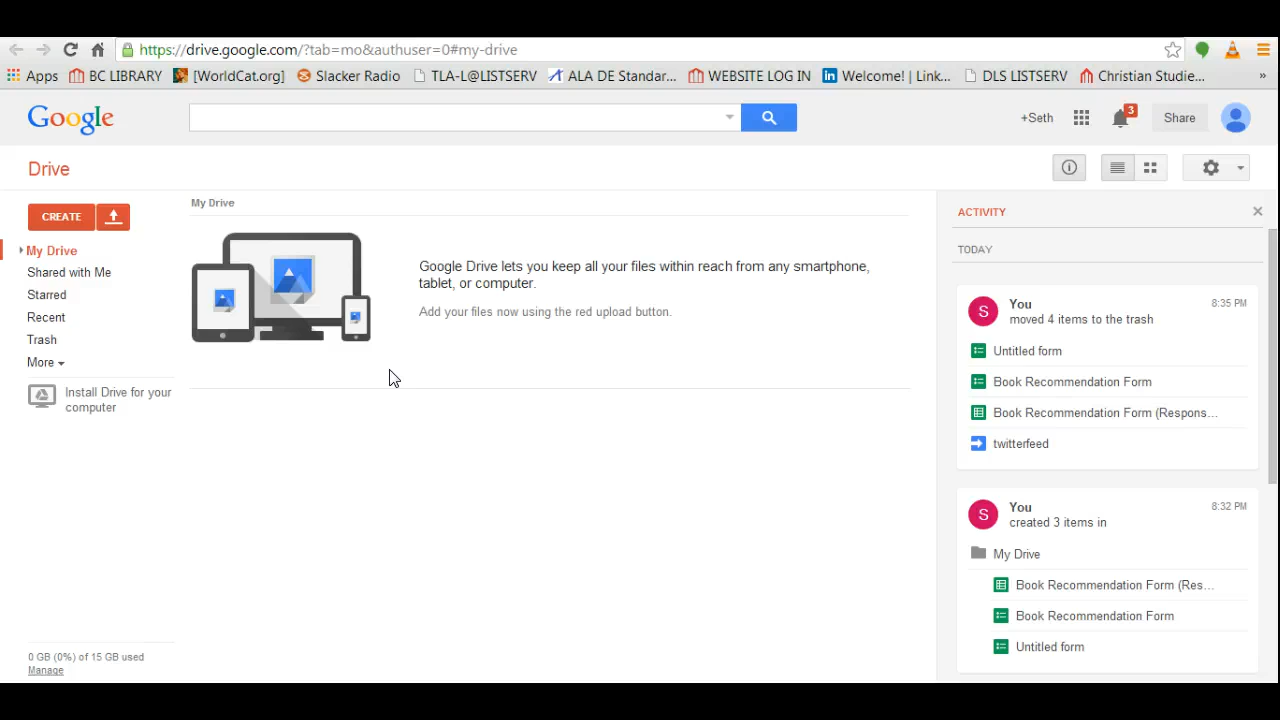 https://drive.google.com/?tab=mo&authuser=0#my-drive
Apps BC LIBRARY [WorldCat.org] Slacker Radio TLA-L@LISTSERV ALA DE Standar... WEBSITE LOG IN Welcome! | Link... DLS LISTSERV Christian Studie... »
Google
+Seth 3 Share
Drive
CREATE
My Drive
Shared with Me
Starred
Recent
Trash
More
Install Drive for your
computer
0 GB (0%) of 15 GB used
Manage
My Drive
Google Drive lets you keep all your files within reach from any smartphone,
tablet, or computer.
Add your files now using the red upload button.
ACTIVITY
TODAY
S You 8:35 PM
moved 4 items to the trash
Untitled form
Book Recommendation Form
Book Recommendation Form (Respons...
twitterfeed
S You 8:32 PM
created 3 items in
My Drive
Book Recommendation Form (Res...
Book Recommendation Form
Untitled form